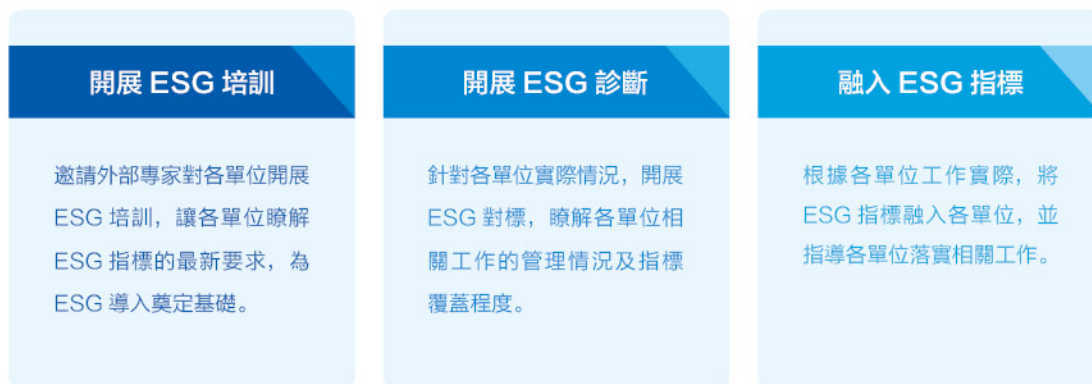 開展 ESG 培訓
邀請外部專家對各單位開展
ESG 培訓，讓各單位瞭解
ESG 指標的最新要求，為
ESG 導入奠定基礎。
開展 ESG 診斷
針對各單位實際情況，開展
ESG 對標，瞭解各單位相
關工作的管理情況及指標
覆蓋程度。
融入 ESG 指標
根據各單位工作實際，將
ESG 指標融入各單位，並
指導各單位落實相關工作。